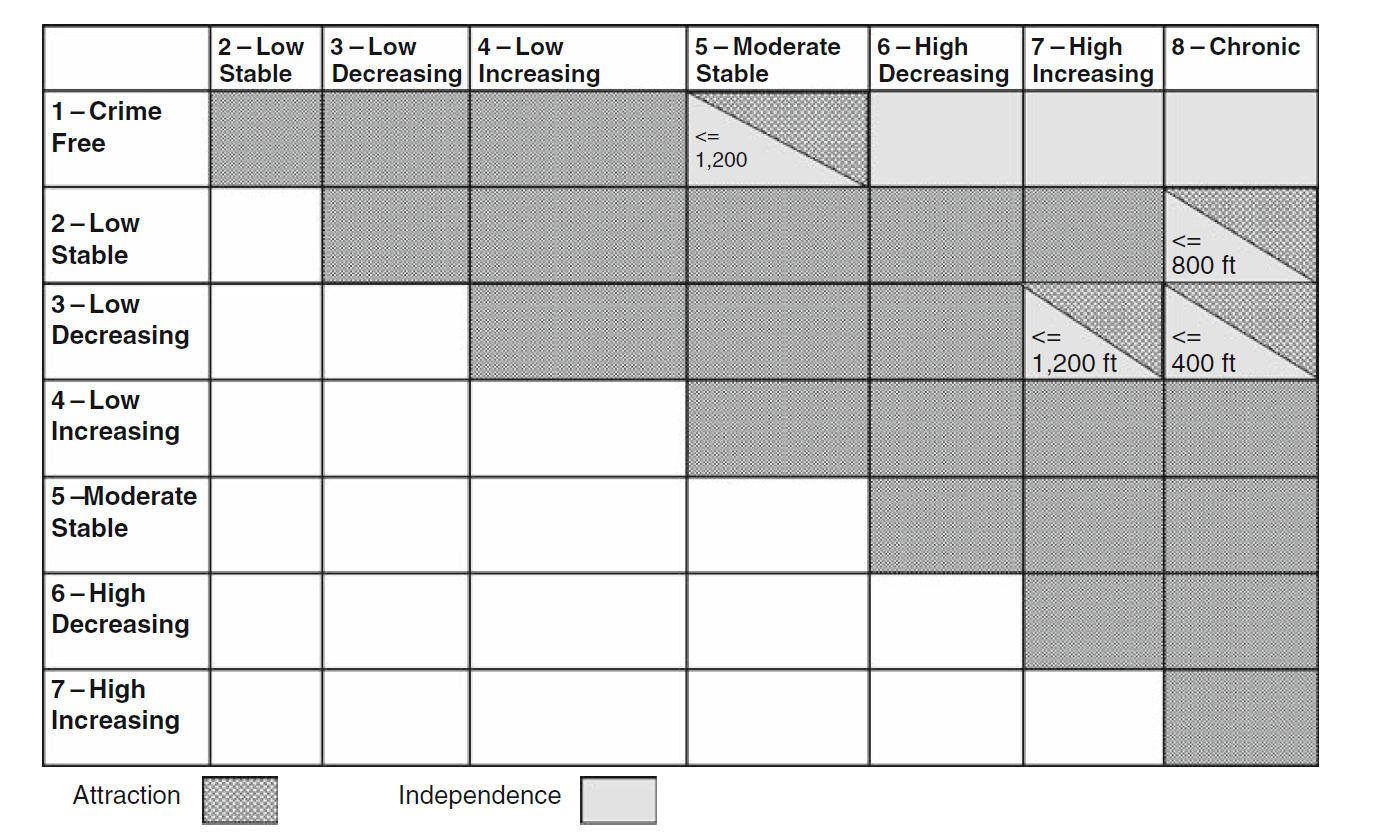 2 – Low 3 – Low 4 – Low 5 – Moderate 6 – High 7 – High 8 – Chronic
Stable Decreasing Increasing Stable Decreasing Increasing
1 – Crime
Free
<=
1,200
2 – Low
Stable
<=
800 ft
3 – Low
Decreasing
<= <=
1,200 ft 400 ft
4 – Low
Increasing
5 –Moderate
Stable
6 – High
Decreasing
7 – High
Increasing
Attraction Independence